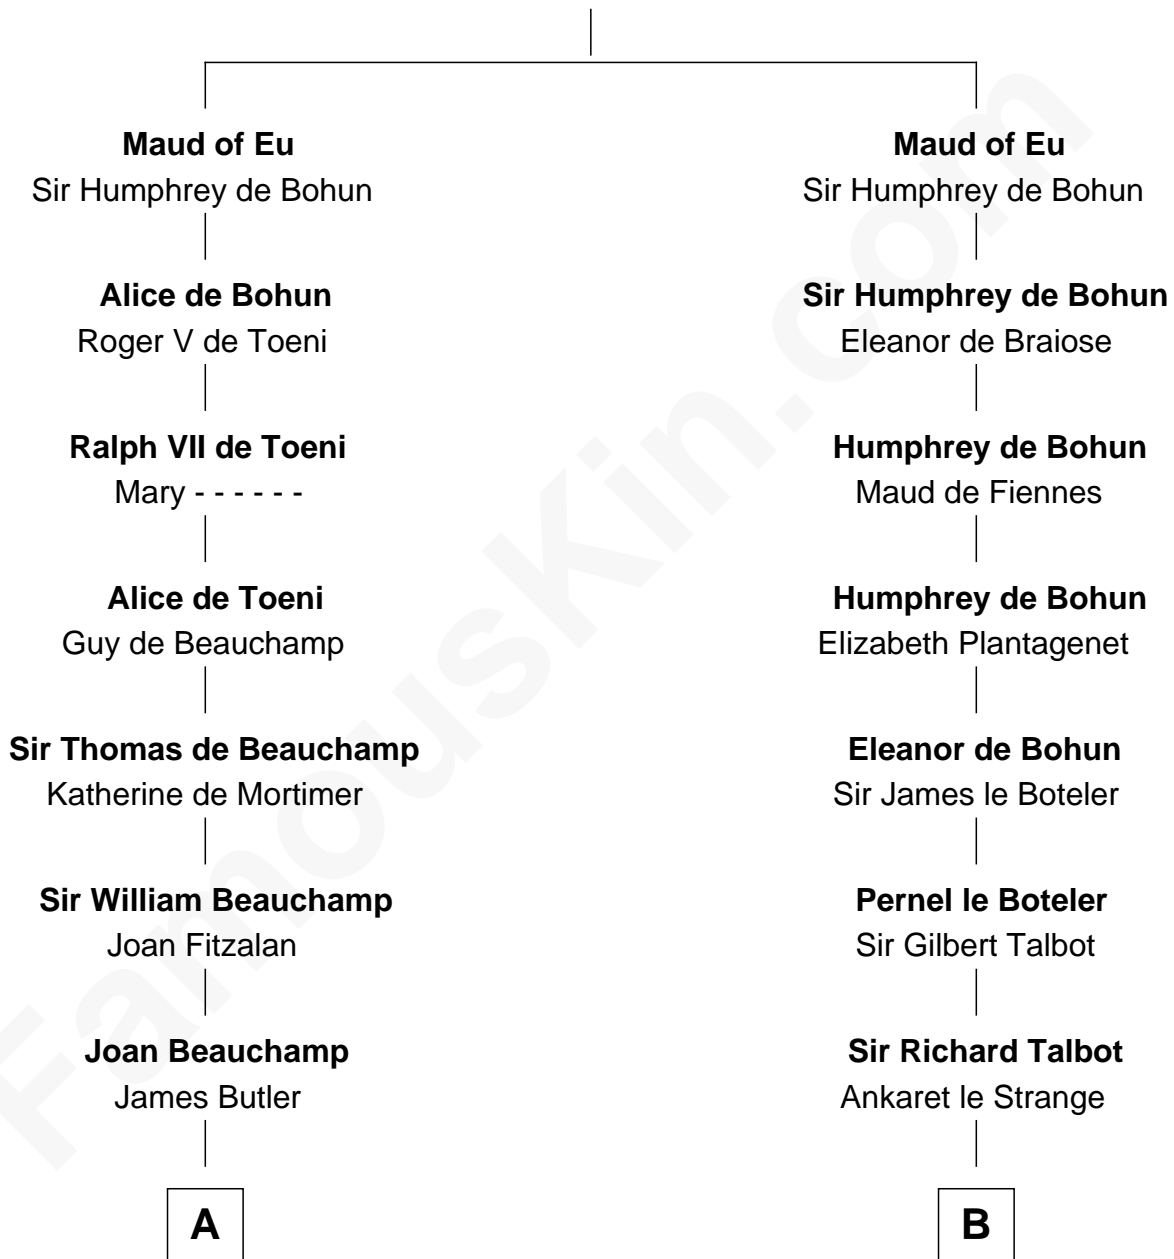 Maud of Eu
Sir Humphrey de Bohun
Alice de Bohun
Roger V de Toeni
Ralph VII de Toeni
Mary - - - - - -
Alice de Toeni
Guy de Beauchamp
Sir Thomas de Beauchamp
Katherine de Mortimer
Sir William Beauchamp
Joan Fitzalan
Joan Beauchamp
James Butler
A
Maud of Eu
Sir Humphrey de Bohun
Sir Humphrey de Bohun
Eleanor de Braiose
Humphrey de Bohun
Maud de Fiennes
Humphrey de Bohun
Elizabeth Plantagenet
Eleanor de Bohun
Sir James le Boteler
Pernel le Boteler
Sir Gilbert Talbot
Sir Richard Talbot
Ankaret le Strange
B
FamousKin.com